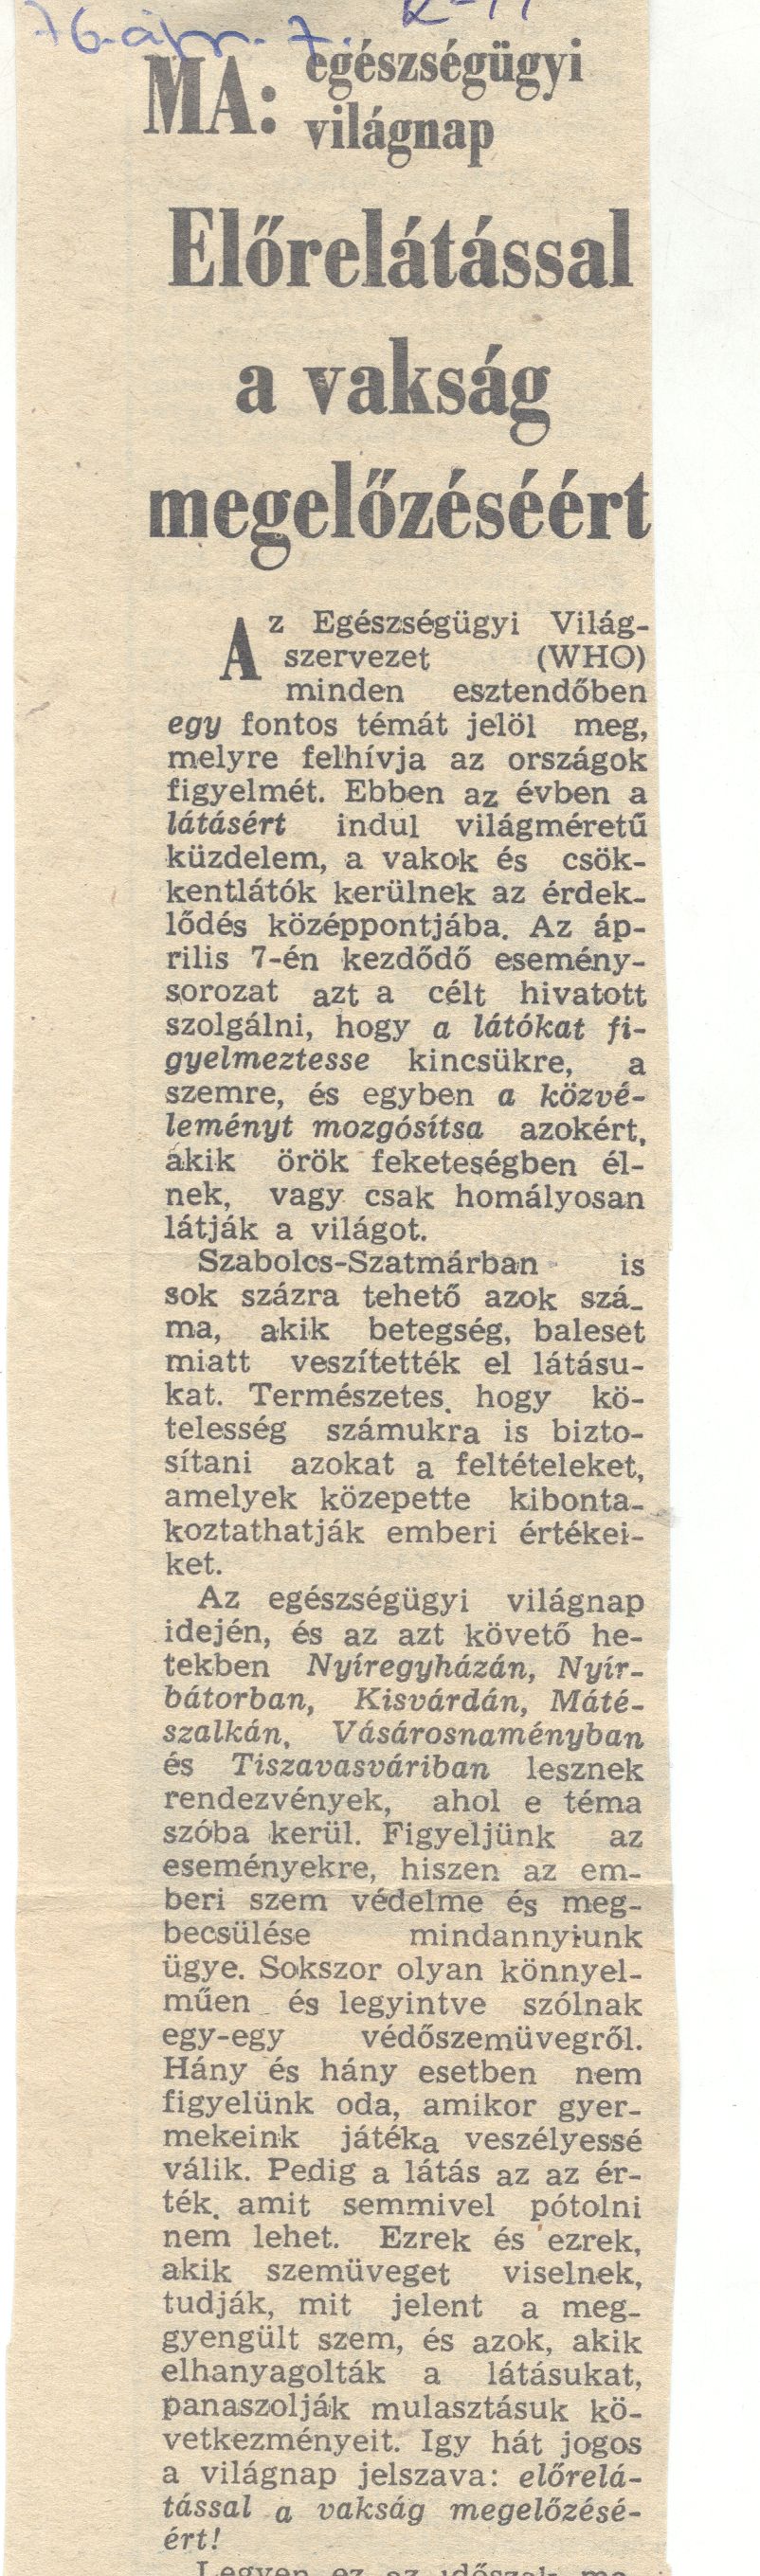 76. ápr. 7.
MA: egészségügyi
világnap
Előrelátással
a vakság
megelőzéséért
Az Egészségügyi Világ-
szervezet (WHO)
minden esztendőben
egy fontos témát jelöl meg,
melyre felhívja az országok
figyelmét. Ebben az évben a
látásért indul világméretű
küzdelem, a vakok és csök-
kentlátók kerülnek az érdek-
lődés középpontjába. Az áp-
rilis 7-én kezdődő esemény-
sorozat azt a célt hivatott
szolgálni, hogy a látókat fi-
gyelmeztesse kincsükre, a
szemre, és egyben a közvé-
leményt mozgósítsa azokért,
akik örök feketeségben él-
nek, vagy csak homályosan
látják a világot.
Szabolcs-Szatmárban is
sok százra tehető azok szá-
ma, akik betegség, baleset
miatt veszítették el látásu-
kat. Természetes, hogy kö-
telesség számukra is bizto-
sítani azokat a feltételeket,
amelyek közepette kibonta-
koztathatják emberi értékei-
ket.
Az egészségügyi világnap
idején, és az azt követő he-
tekben Nyíregyházán, Nyír-
bátorban, Kisvárdán, Máté-
szalkán, Vásárosnaményban
és Tiszavasváriban lesznek
rendezvények, ahol e téma
szóba kerül. Figyeljünk az
eseményekre, hiszen az em-
beri szem védelme és meg-
becsülése mindannyiunk
ügye. Sokszor olyan könnyel-
műen és legyintve szólnak
egy-egy védőszemüvegről.
Hány és hány esetben nem
figyelünk oda, amikor gyer-
mekeink játéka veszélyessé
válik. Pedig a látás az az ér-
ték, amit semmivel pótolni
nem lehet. Ezrek és ezrek,
akik szemüveget viselnek,
tudják, mit jelent a meg-
gyengült szem, és azok, akik
elhanyagolták a látásukat,
panaszolják mulasztásuk kö-
vetkezményeit. Igy hát jogos
a világnap jelszava: előrelá-
tással a vakság megelőzésé-
ért!
Legyen ez az időszak